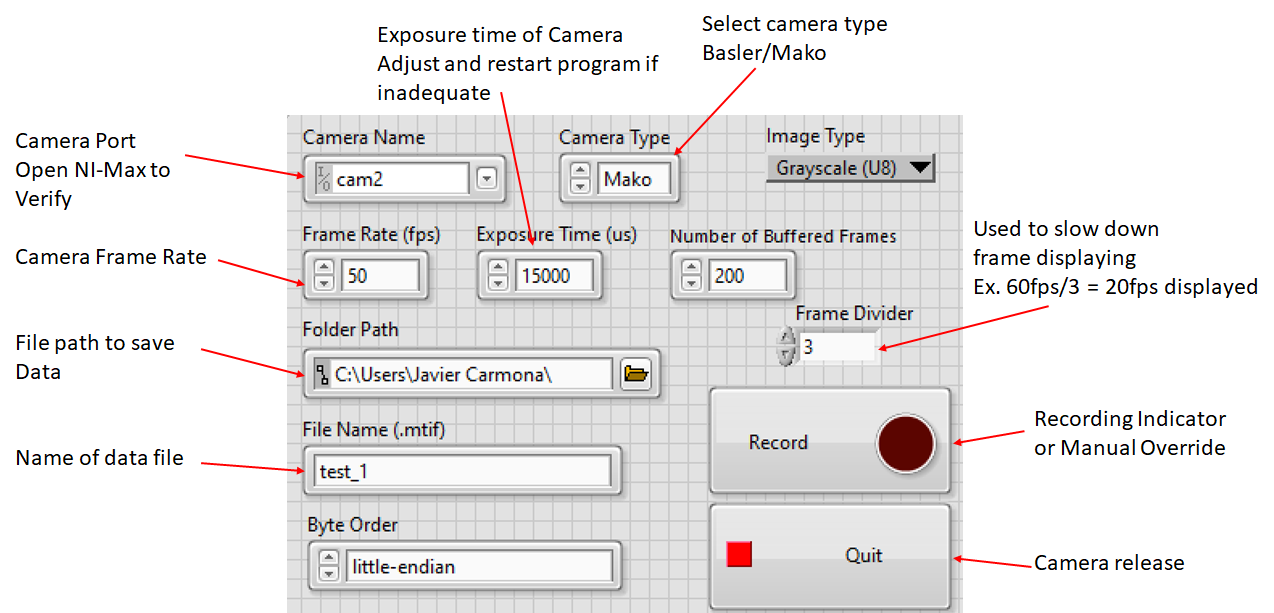 Exposure time of Camera
Adjust and restart program if
inadequate
Select camera type
Basler/Mako
Camera Port
Open NI-Max to
Verify
Camera Name
Camera Type
Image Type
cam2
Mako
Grayscale (U8)
Camera Frame Rate
Frame Rate (fps)
Exposure Time (us)
Number of Buffered Frames
50
15000
200
Used to slow down
frame displaying
Ex. 60fps/3 = 20fps displayed
Frame Divider
3
File path to save
Data
Folder Path
C:\Users\Javier Carmona\
Name of data file
File Name (.mtif)
test_1
Record
Recording Indicator
or Manual Override
Byte Order
little-endian
Quit
Camera release